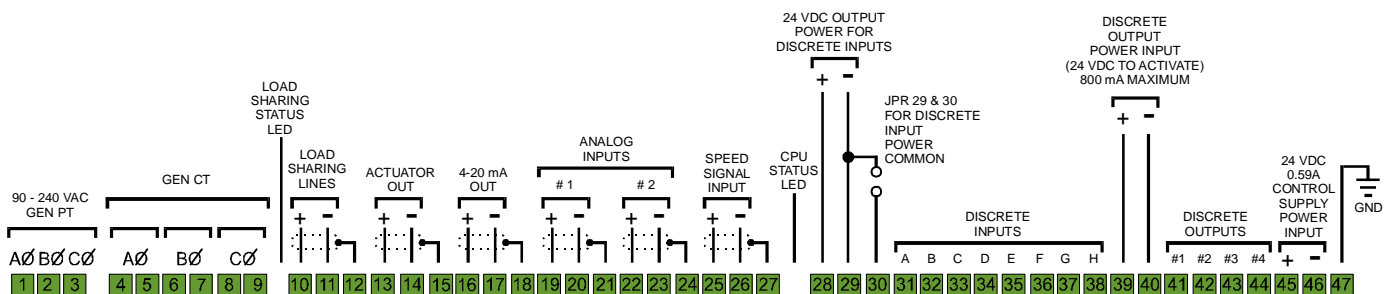 24 VDC OUTPUT
POWER FOR
DISCRETE INPUTS
+ -
DISCRETE
OUTPUT
POWER INPUT
(24 VDC TO ACTIVATE)
800 mA MAXIMUM
+ -
LOAD
SHARING
STATUS
LED
JPR 29 & 30
FOR DISCRETE
INPUT
POWER
COMMON
90 - 240 VAC
GEN PT
AØ BØ CØ
GEN CT
AØ BØ CØ
LOAD
SHARING
LINES
+ -
ACTUATOR
OUT
+ -
4-20 mA
OUT
+ -
ANALOG
INPUTS
# 1 # 2
+ - + -
SPEED
SIGNAL
INPUT
+ -
CPU
STATUS
LED
DISCRETE
INPUTS
A B C D E F G H
DISCRETE
OUTPUTS
#1 #2 #3 #4
24 VDC
0.59A
CONTROL
SUPPLY
POWER
INPUT
+ -
GND
1 2 3 4 5 6 7 8 9 10 11 12 13 14 15 16 17 18 19 20 21 22 23 24 25 26 27 28 29 30 31 32 33 34 35 36 37 38 39 40 41 42 43 44 45 46 47